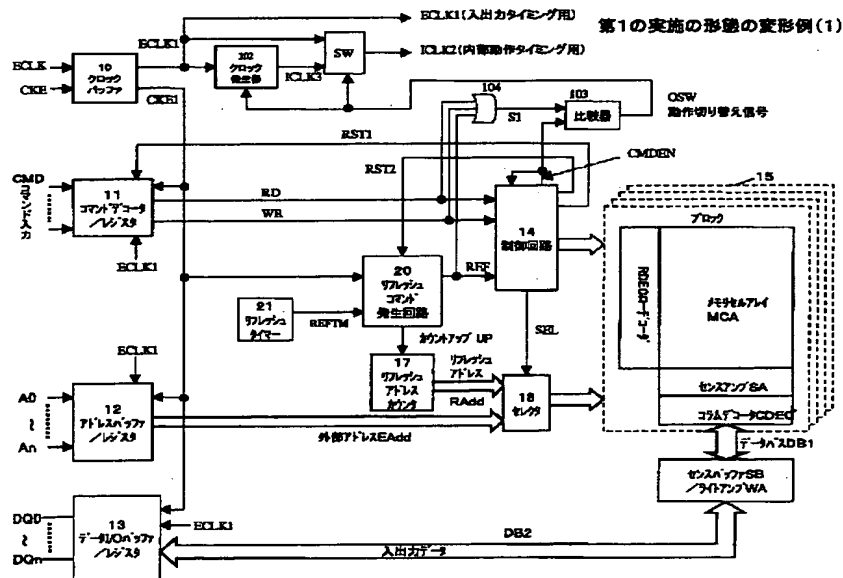 第1の実施の形態の変形例(1)
ECLK1(入出力タイミング用)
ICLK2(内部動作タイミング用)
ECLK1
ECLK
CKE
10
クロック
バッファ
CKE1
102
クロック
発生部
ICLK3
SW
104
S1
103
比較器
OSW
動作切り替え信号
RST1
RST2
CMDEN
CMD
コマンド入力
11
コマンドデコータ
/レジスタ
RD
WR
ECLK1
14
制御回路
20
リフレッシュ
コマンド
発生回路
REF
21
リフレッシュ
タイマー
REFTM
カウントアップ UP
SEL
17
リフレッシュ
アドレス
カウンタ
リフレッシュ
アドレス
RAdd
18
セレクタ
ECLK1
A0
~
An
12
アドレスバッファ
/レジスタ
外部アドレスEAdd
15
ブロック
RDECローデコーダ
メモリセルアレイ
MCA
センスアンプSA
コラムデコータCDEC
データバスDB1
センスバッファSB
/ライトアンプWA
DQ0
~
DQn
13
データI/Oバッファ
/レジスタ
ECLK1
DB2
入出力データ